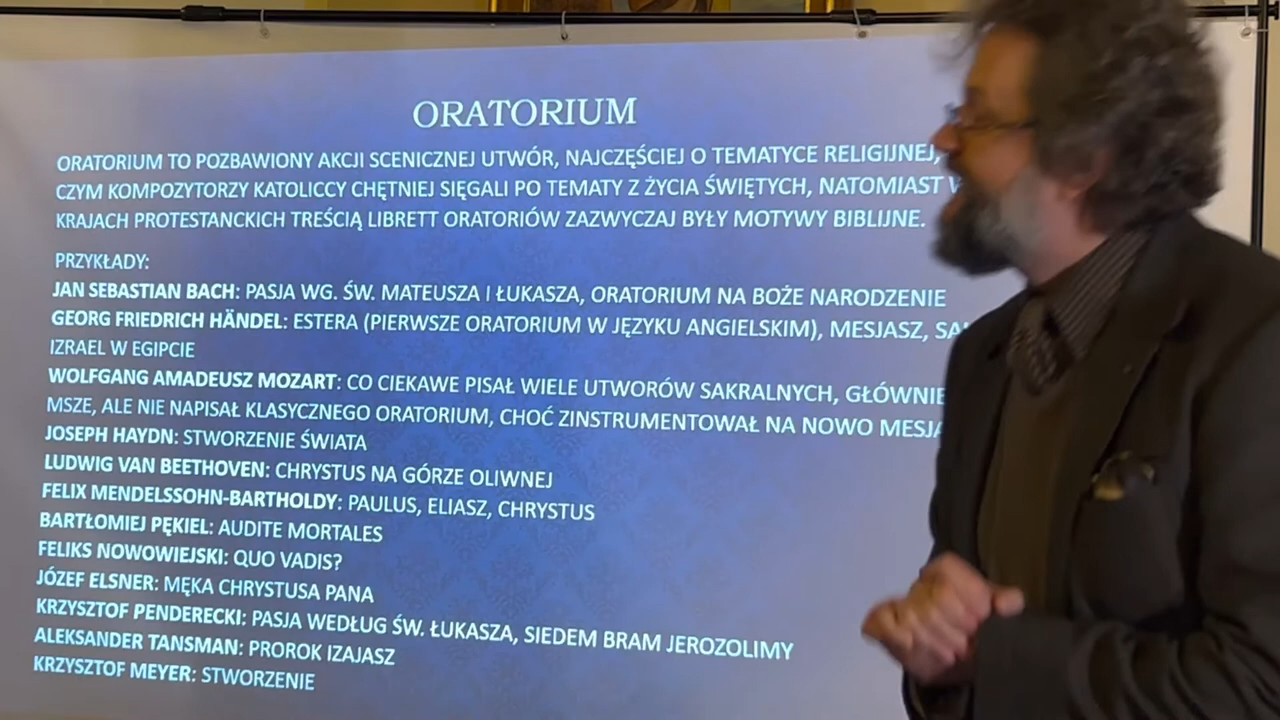 ORATORIUM
ORATORIUM TO POZBAWIONY AKCJI SCENICZNEJ UTWÓR, NAJCZĘŚCIEJ O TEMATYCE RELIGIJNEJ,
CZYM KOMPOZYTORZY KATOLICCY CHĘTNIEJ SIĘGALI PO TEMATY Z ŻYCIA ŚWIĘTYCH, NATOMIAST
KRAJACH PROTESTANCKICH TREŚCIĄ LIBRETT ORATORIÓW ZAZWYCZAJ BYŁY MOTYWY BIBLIJNE.
PRZYKŁADY:
JAN SEBASTIAN BACH: PASJA WG. ŚW. MATEUSZA I ŁUKASZA, ORATORIUM NA BOŻE NARODZENIE
GEORG FRIEDRICH HÄNDEL: ESTERA (PIERWSZE ORATORIUM W JĘZYKU ANGIELSKIM), MESJASZ,
IZRAEL W EGIPCIE
WOLFGANG AMADEUSZ MOZART: CO CIEKAWE PISAŁ WIELE UTWORÓW SAKRALNYCH, GŁÓWNIE
MSZE, ALE NIE NAPISAŁ KLASYCZNEGO ORATORIUM, CHOĆ ZINSTRUMENTOWAŁ NA NOWO
JOSEPH HAYDN: STWORZENIE ŚWIATA
LUDWIG VAN BEETHOVEN: CHRYSTUS NA GÓRZE OLIWNEJ
FELIX MENDELSSOHN-BARTHOLDY: PAULUS, ELIASZ, CHRYSTUS
BARTŁOMIEJ PĘKIEL: AUDITE MORTALES
FELIKS NOWOWIEJSKI: QUO VADIS?
JÓZEF ELSNER: MĘKA CHRYSTUSA PANA
KRZYSZTOF PENDERECKI: PASJA WEDŁUG ŚW. ŁUKASZA, SIEDEM BRAM JEROZOLIMY
ALEKSANDER TANSMAN: PROROK IZAJASZ
KRZYSZTOF MEYER: STWORZENIE